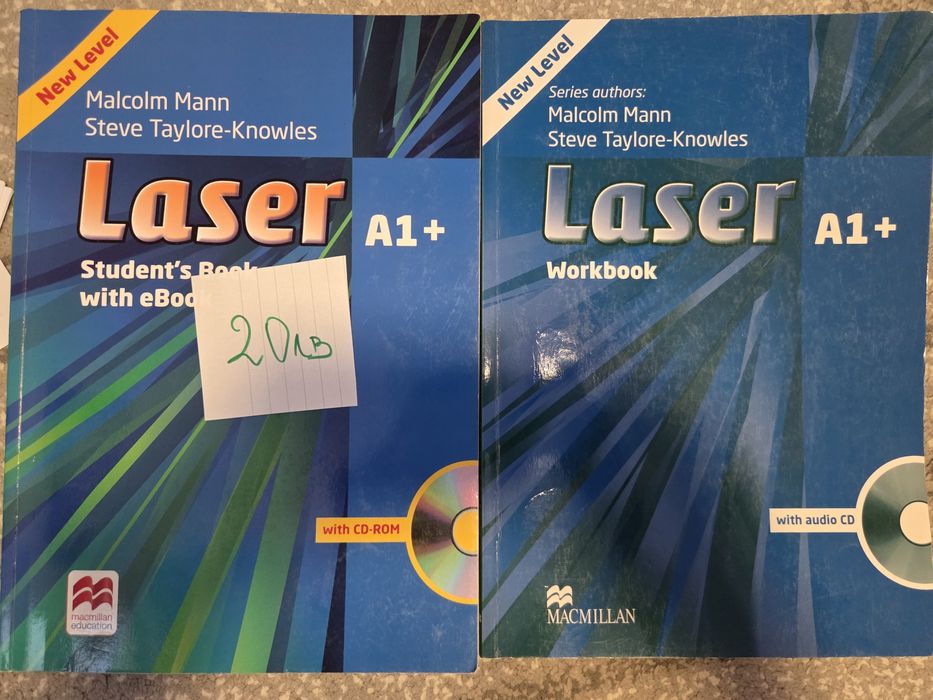 New Level
Malcolm Mann
Steve Taylore-Knowles
Laser
A1+
Student's Book
with eBook
20лв
with CD-ROM
macmillan
education
New Level
Series authors:
Malcolm Mann
Steve Taylore-Knowles
Laser
A1+
Workbook
with audio CD
MACMILLAN